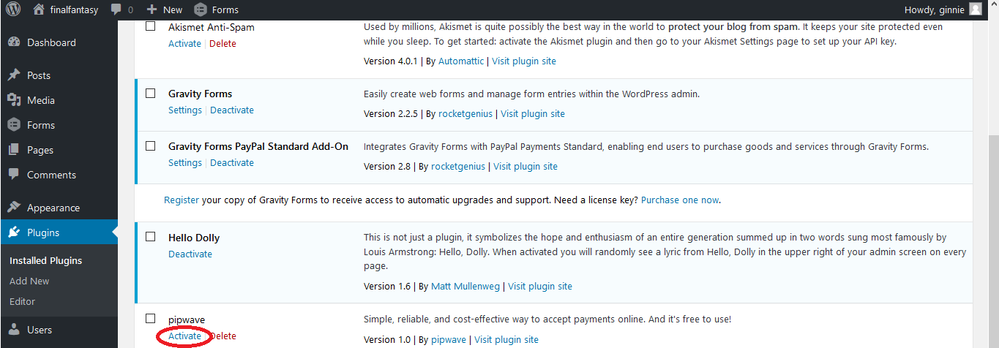 finalfantasy 0 + New Forms Howdy, ginnie
Dashboard
Posts
Media
Forms
Pages
Comments
Appearance
Plugins
Installed Plugins
Add New
Editor
Users
Akismet Anti-Spam
Activate | Delete
Used by millions, Akismet is quite possibly the best way in the world to protect your blog from spam. It keeps your site protected even
while you sleep. To get started: activate the Akismet plugin and then go to your Akismet Settings page to set up your API key.
Version 4.0.1 | By Automattic | Visit plugin site
Gravity Forms
Settings | Deactivate
Easily create web forms and manage form entries within the WordPress admin.
Version 2.2.5 | By rocketgenius | Visit plugin site
Gravity Forms PayPal Standard Add-On
Settings | Deactivate
Integrates Gravity Forms with PayPal Payments Standard, enabling end users to purchase goods and services through Gravity Forms.
Version 2.8 | By rocketgenius | Visit plugin site
Register your copy of Gravity Forms to receive access to automatic upgrades and support. Need a license key? Purchase one now.
Hello Dolly
Deactivate
This is not just a plugin, it symbolizes the hope and enthusiasm of an entire generation summed up in two words sung most famously by
Louis Armstrong: Hello, Dolly. When activated you will randomly see a lyric from Hello, Dolly in the upper right of your admin screen on every
page.
Version 1.6 | By Matt Mullenweg | Visit plugin site
pipwave
Activate | Delete
Simple, reliable, and cost-effective way to accept payments online. And it's free to use!
Version 1.0 | By pipwave | Visit plugin site